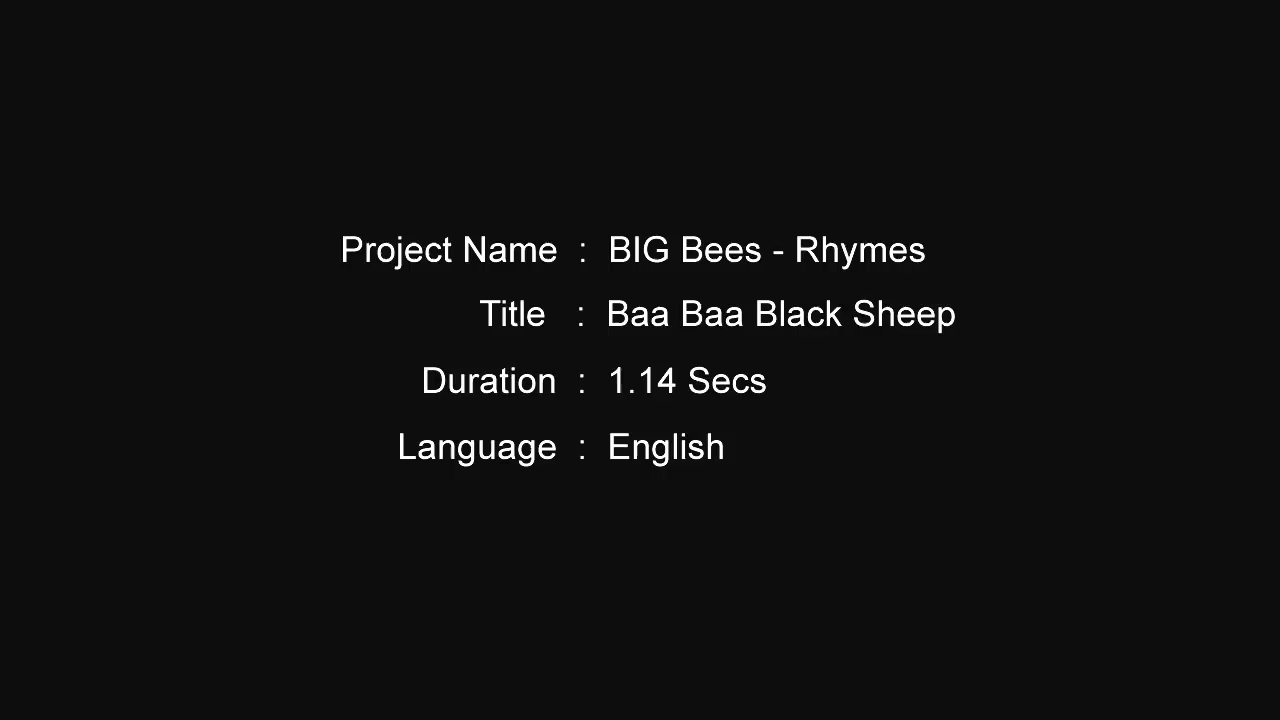 Project Name : BIG Bees - Rhymes
Title : Baa Baa Black Sheep
Duration : 1.14 Secs
Language : English